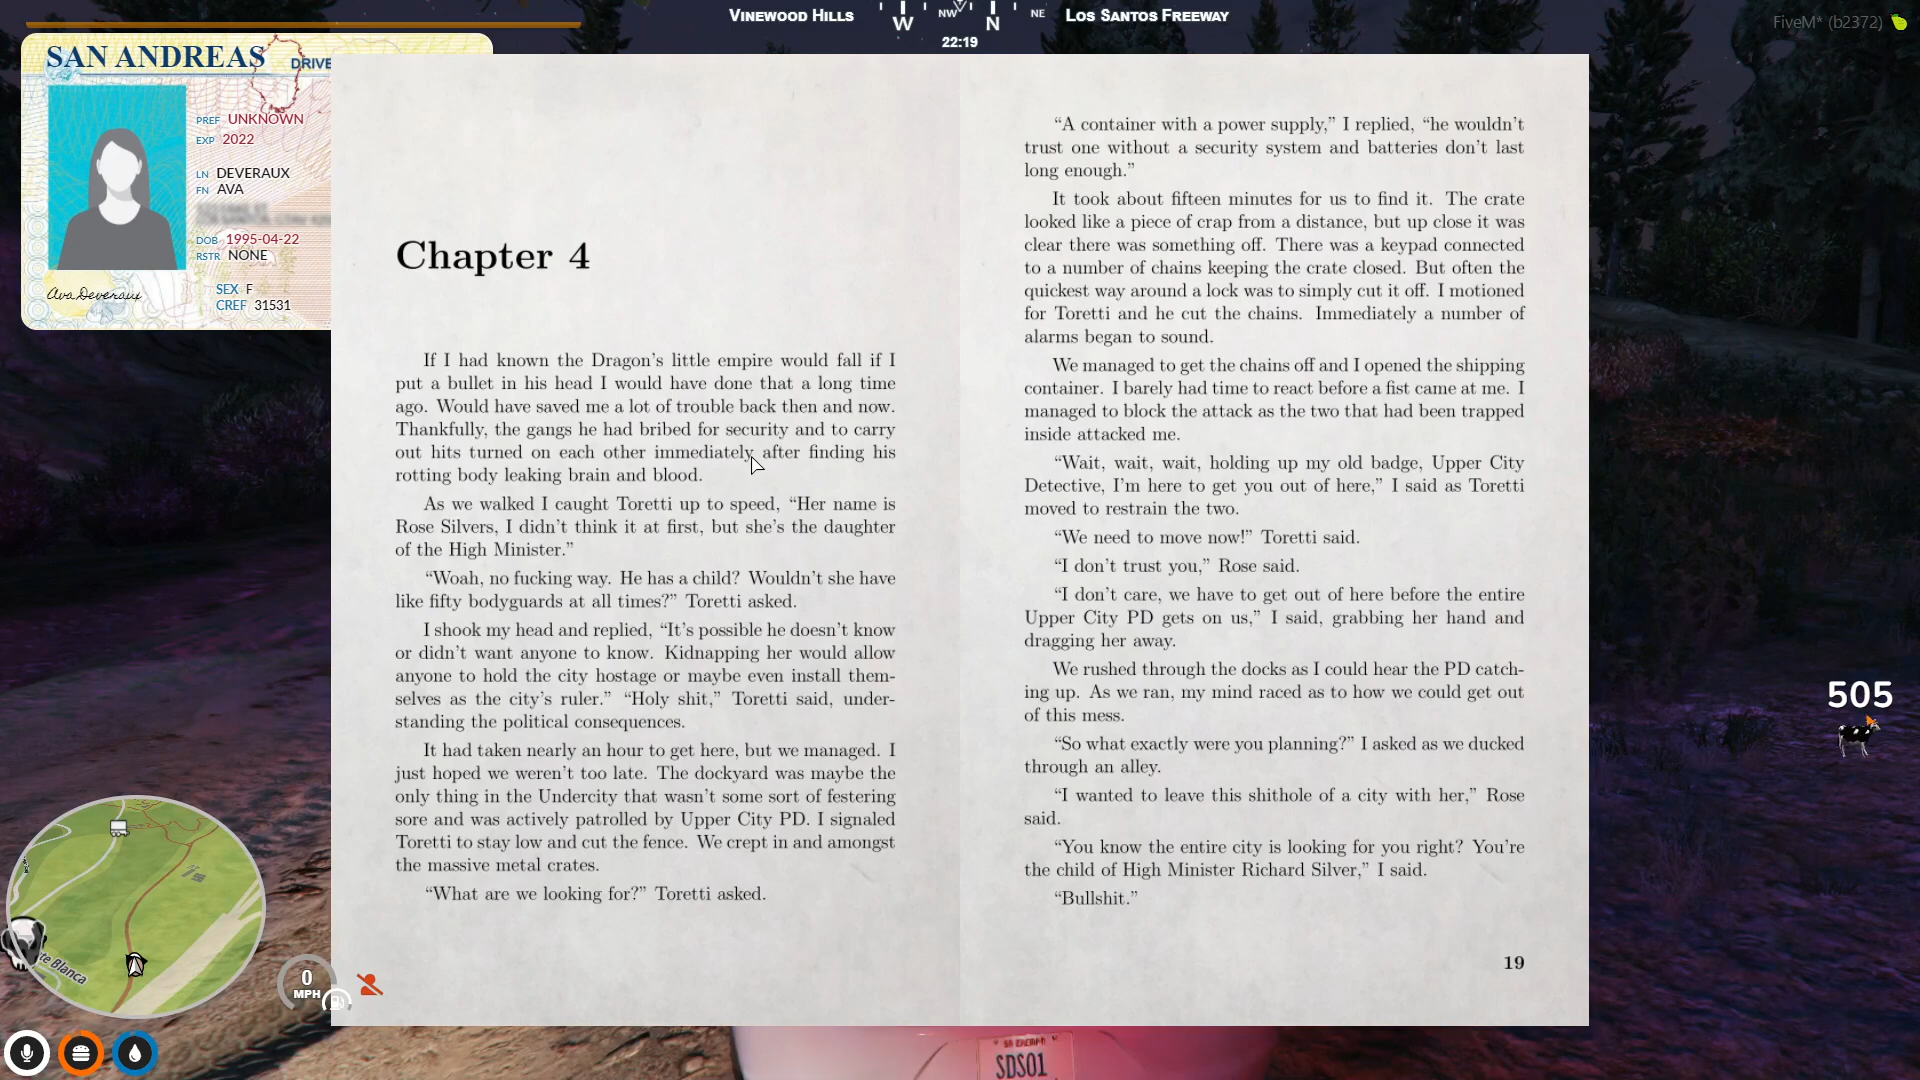 VINEWOOD HILLS
W
NW
N
NE
LOS SANTOS FREEWAY
22:19
FiveM* (b2372)
SAN ANDREAS
DRIVE
PREF UNKNOWN
EXP 2022
LN DEVERAUX
FN AVA
DOB 1995-04-22
RSTR NONE
SEX F
CREF 31531
Ava Deveraux
Chapter 4
If I had known the Dragon’s little empire would fall if I
put a bullet in his head I would have done that a long time
ago. Would have saved me a lot of trouble back then and now.
Thankfully, the gangs he had bribed for security and to carry
out hits turned on each other immediately after finding his
rotting body leaking brain and blood.
As we walked I caught Toretti up to speed, “Her name is
Rose Silvers, I didn’t think it at first, but she’s the daughter
of the High Minister.”
“Woah, no fucking way. He has a child? Wouldn’t she have
like fifty bodyguards at all times?” Toretti asked.
I shook my head and replied, “It’s possible he doesn’t know
or didn’t want anyone to know. Kidnapping her would allow
anyone to hold the city hostage or maybe even install them-
selves as the city’s ruler.” “Holy shit,” Toretti said, under-
standing the political consequences.
It had taken nearly an hour to get here, but we managed. I
just hoped we weren’t too late. The dockyard was maybe the
only thing in the Undercity that wasn’t some sort of festering
sore and was actively patrolled by Upper City PD. I signaled
Toretti to stay low and cut the fence. We crept in and amongst
the massive metal crates.
“What are we looking for?” Toretti asked.
“A container with a power supply,” I replied, “he wouldn’t
trust one without a security system and batteries don’t last
long enough.”
It took about fifteen minutes for us to find it. The crate
looked like a piece of crap from a distance, but up close it was
clear there was something off. There was a keypad connected
to a number of chains keeping the crate closed. But often the
quickest way around a lock was to simply cut it off. I motioned
for Toretti and he cut the chains. Immediately a number of
alarms began to sound.
We managed to get the chains off and I opened the shipping
container. I barely had time to react before a fist came at me. I
managed to block the attack as the two that had been trapped
inside attacked me.
“Wait, wait, wait, holding up my old badge, Upper City
Detective, I’m here to get you out of here,” I said as Toretti
moved to restrain the two.
“We need to move now!” Toretti said.
“I don’t trust you,” Rose said.
“I don’t care, we have to get out of here before the entire
Upper City PD gets on us,” I said, grabbing her hand and
dragging her away.
We rushed through the docks as I could hear the PD catch-
ing up. As we ran, my mind raced as to how we could get out
of this mess.
“So what exactly were you planning?” I asked as we ducked
through an alley.
“I wanted to leave this shithole of a city with her,” Rose
said.
“You know the entire city is looking for you right? You’re
the child of High Minister Richard Silver,” I said.
“Bullshit.”
19
505
te Blanca
0
MPH
SA EXEMPT
SDS01